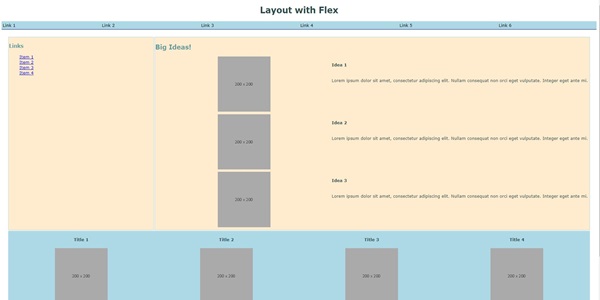 Layout with Flex
Link 1 Link 2 Link 3 Link 4 Link 5 Link 6
Links
Item 1
Item 2
Item 3
Item 4
Big Ideas!
200 x 200
Idea 1
Lorem ipsum dolor sit amet, consectetur adipiscing elit. Nullam consequat non orci eget vulputate. Integer eget ante mi.
200 x 200
Idea 2
Lorem ipsum dolor sit amet, consectetur adipiscing elit. Nullam consequat non orci eget vulputate. Integer eget ante mi.
200 x 200
Idea 3
Lorem ipsum dolor sit amet, consectetur adipiscing elit. Nullam consequat non orci eget vulputate. Integer eget ante mi.
Title 1 Title 2 Title 3 Title 4
200 x 200 200 x 200 200 x 200 200 x 200